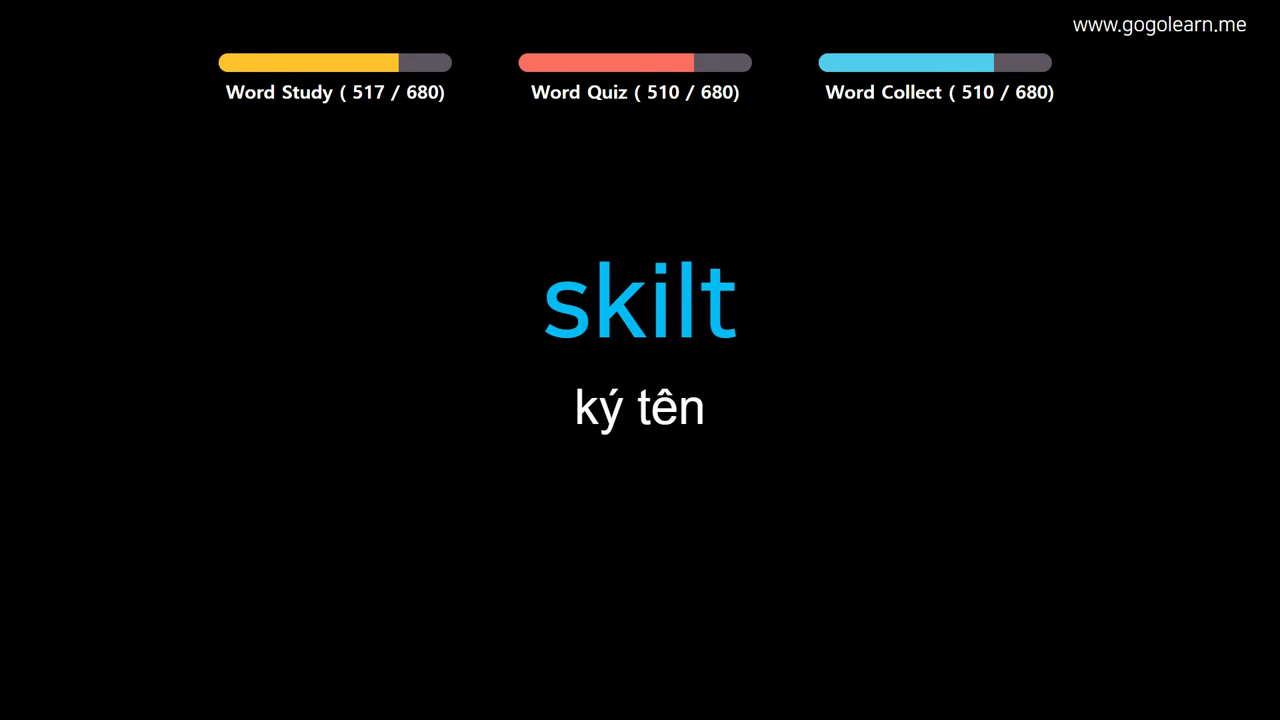 www.gogolearn.me
Word Study ( 517 / 680)
Word Quiz ( 510 / 680)
Word Collect ( 510 / 680)
skilt
ký tên